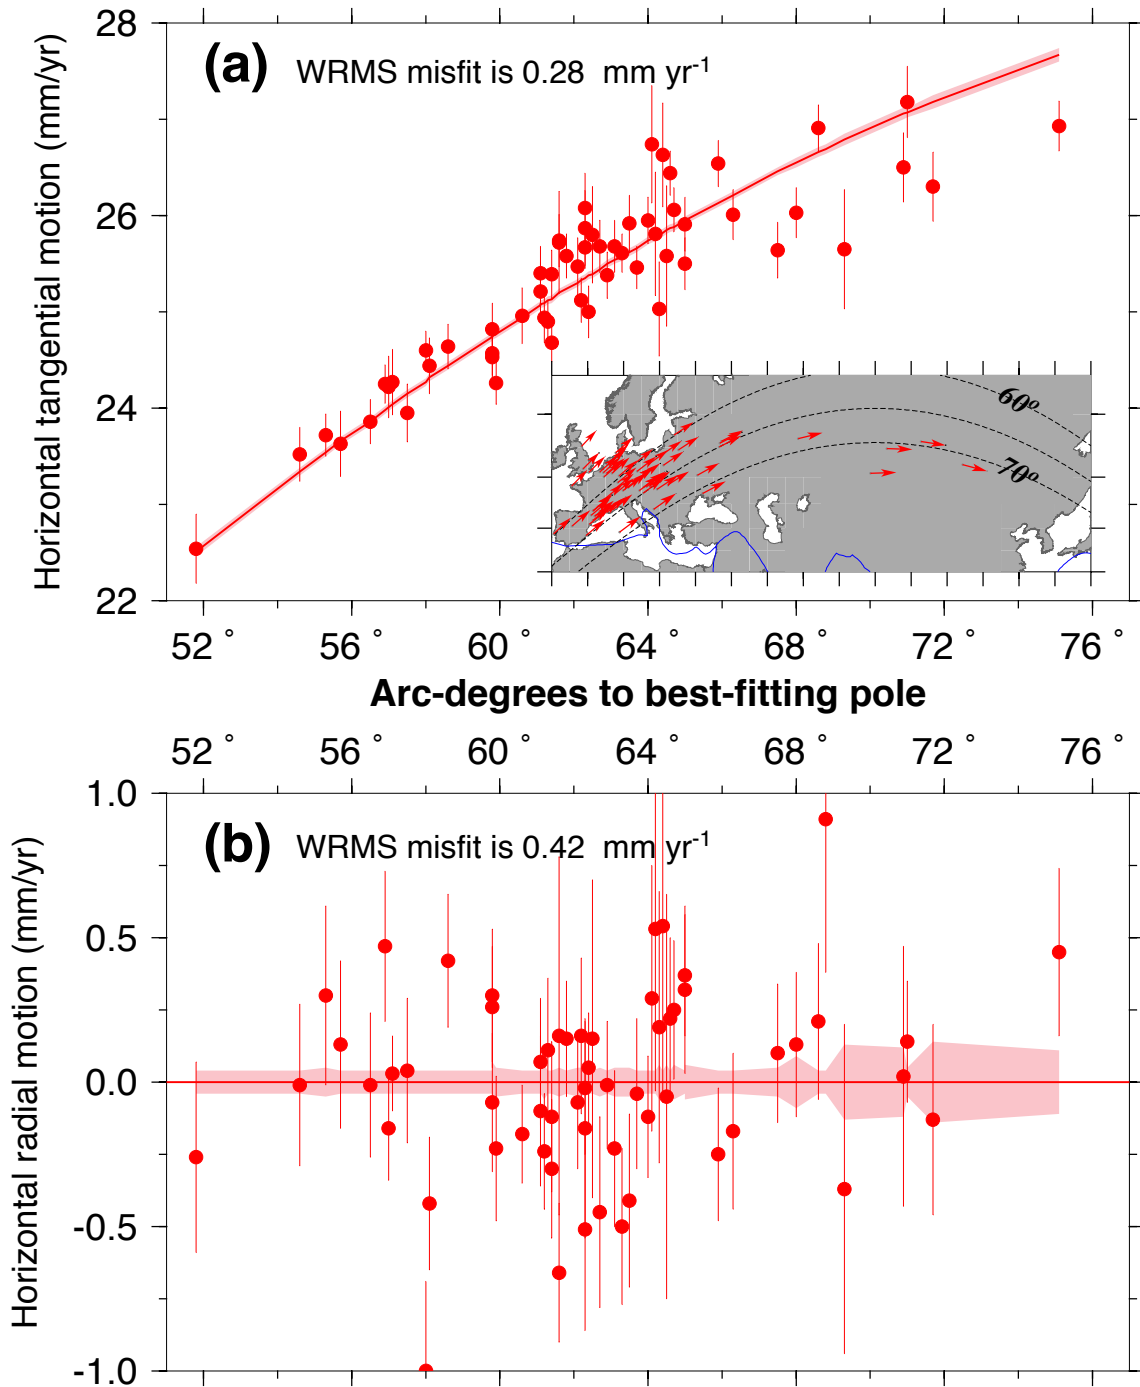 28
(a) WRMS misfit is 0.28 mm yr-1
Horizontal tangential motion (mm/yr)
26
24
22
60o
70o
52 ° 56 ° 60 ° 64 ° 68 ° 72 ° 76 °
Arc-degrees to best-fitting pole
52 ° 56 ° 60 ° 64 ° 68 ° 72 ° 76 °
1.0
(b) WRMS misfit is 0.42 mm yr-1
Horizontal radial motion (mm/yr)
0.5
0.0
-0.5
-1.0